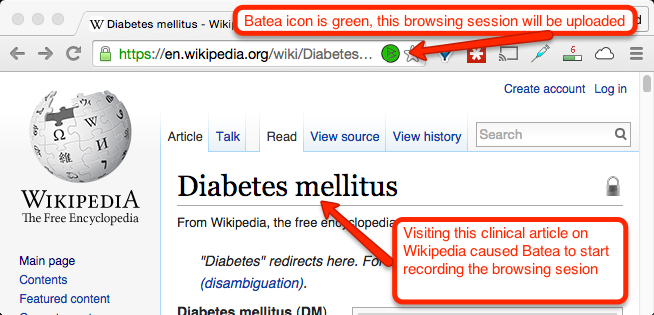 Batea icon is green, this browsing session will be uploaded
Diabetes mellitus - Wiki
https://en.wikipedia.org/wiki/Diabetes...
6
Create account Log in
Article Talk Read View source View history Search
WIKIPEDIA
The Free Encyclopedia
Diabetes mellitus
From Wikipedia, the free encyclopedia
Visiting this clinical article on
Wikipedia caused Batea to start
recording the browsing sesion
"Diabetes" redirects here. For
(disambiguation).
Diabetes mellitus (DM)
Main page
Contents
Featured content